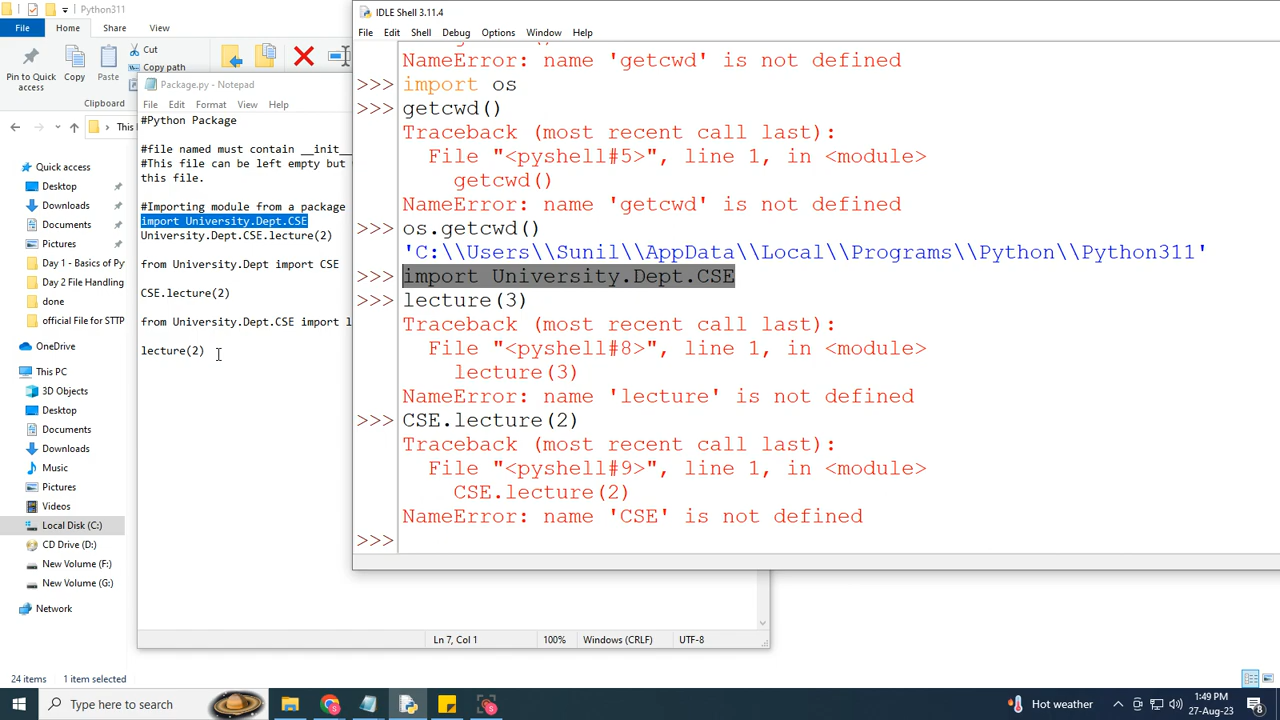 Python311
File Home Share View
Pin to Quick access
Copy
Paste
Cut
Copy path
Clipboard
This
Quick access
Desktop
Downloads
Documents
Pictures
Day 1 - Basics of Py
Day 2 File Handling
done
official File for STTP
OneDrive
This PC
3D Objects
Desktop
Documents
Downloads
Music
Pictures
Videos
Local Disk (C:)
CD Drive (D:)
New Volume (F:)
New Volume (G:)
Network
24 items 1 item selected
Package.py - Notepad
File Edit Format View Help
#Python Package
#file named must contain __init__
#This file can be left empty but
this file.
#Importing module from a package
import University.Dept.CSE
University.Dept.CSE.lecture(2)
from University.Dept import CSE
CSE.lecture(2)
from University.Dept.CSE import l
lecture(2)
Ln 7, Col 1 100% Windows (CRLF) UTF-8
IDLE Shell 3.11.4
File Edit Shell Debug Options Window Help
NameError: name 'getcwd' is not defined
>>> import os
>>> getcwd()
Traceback (most recent call last):
File "<pyshell#5>", line 1, in <module>
getcwd()
NameError: name 'getcwd' is not defined
>>> os.getcwd()
'C:\\Users\\Sunil\\AppData\\Local\\Programs\\Python\\Python311'
>>> import University.Dept.CSE
>>> lecture(3)
Traceback (most recent call last):
File "<pyshell#8>", line 1, in <module>
lecture(3)
NameError: name 'lecture' is not defined
>>> CSE.lecture(2)
Traceback (most recent call last):
File "<pyshell#9>", line 1, in <module>
CSE.lecture(2)
NameError: name 'CSE' is not defined
>>>
Type here to search
Hot weather
1:49 PM
27-Aug-23
8